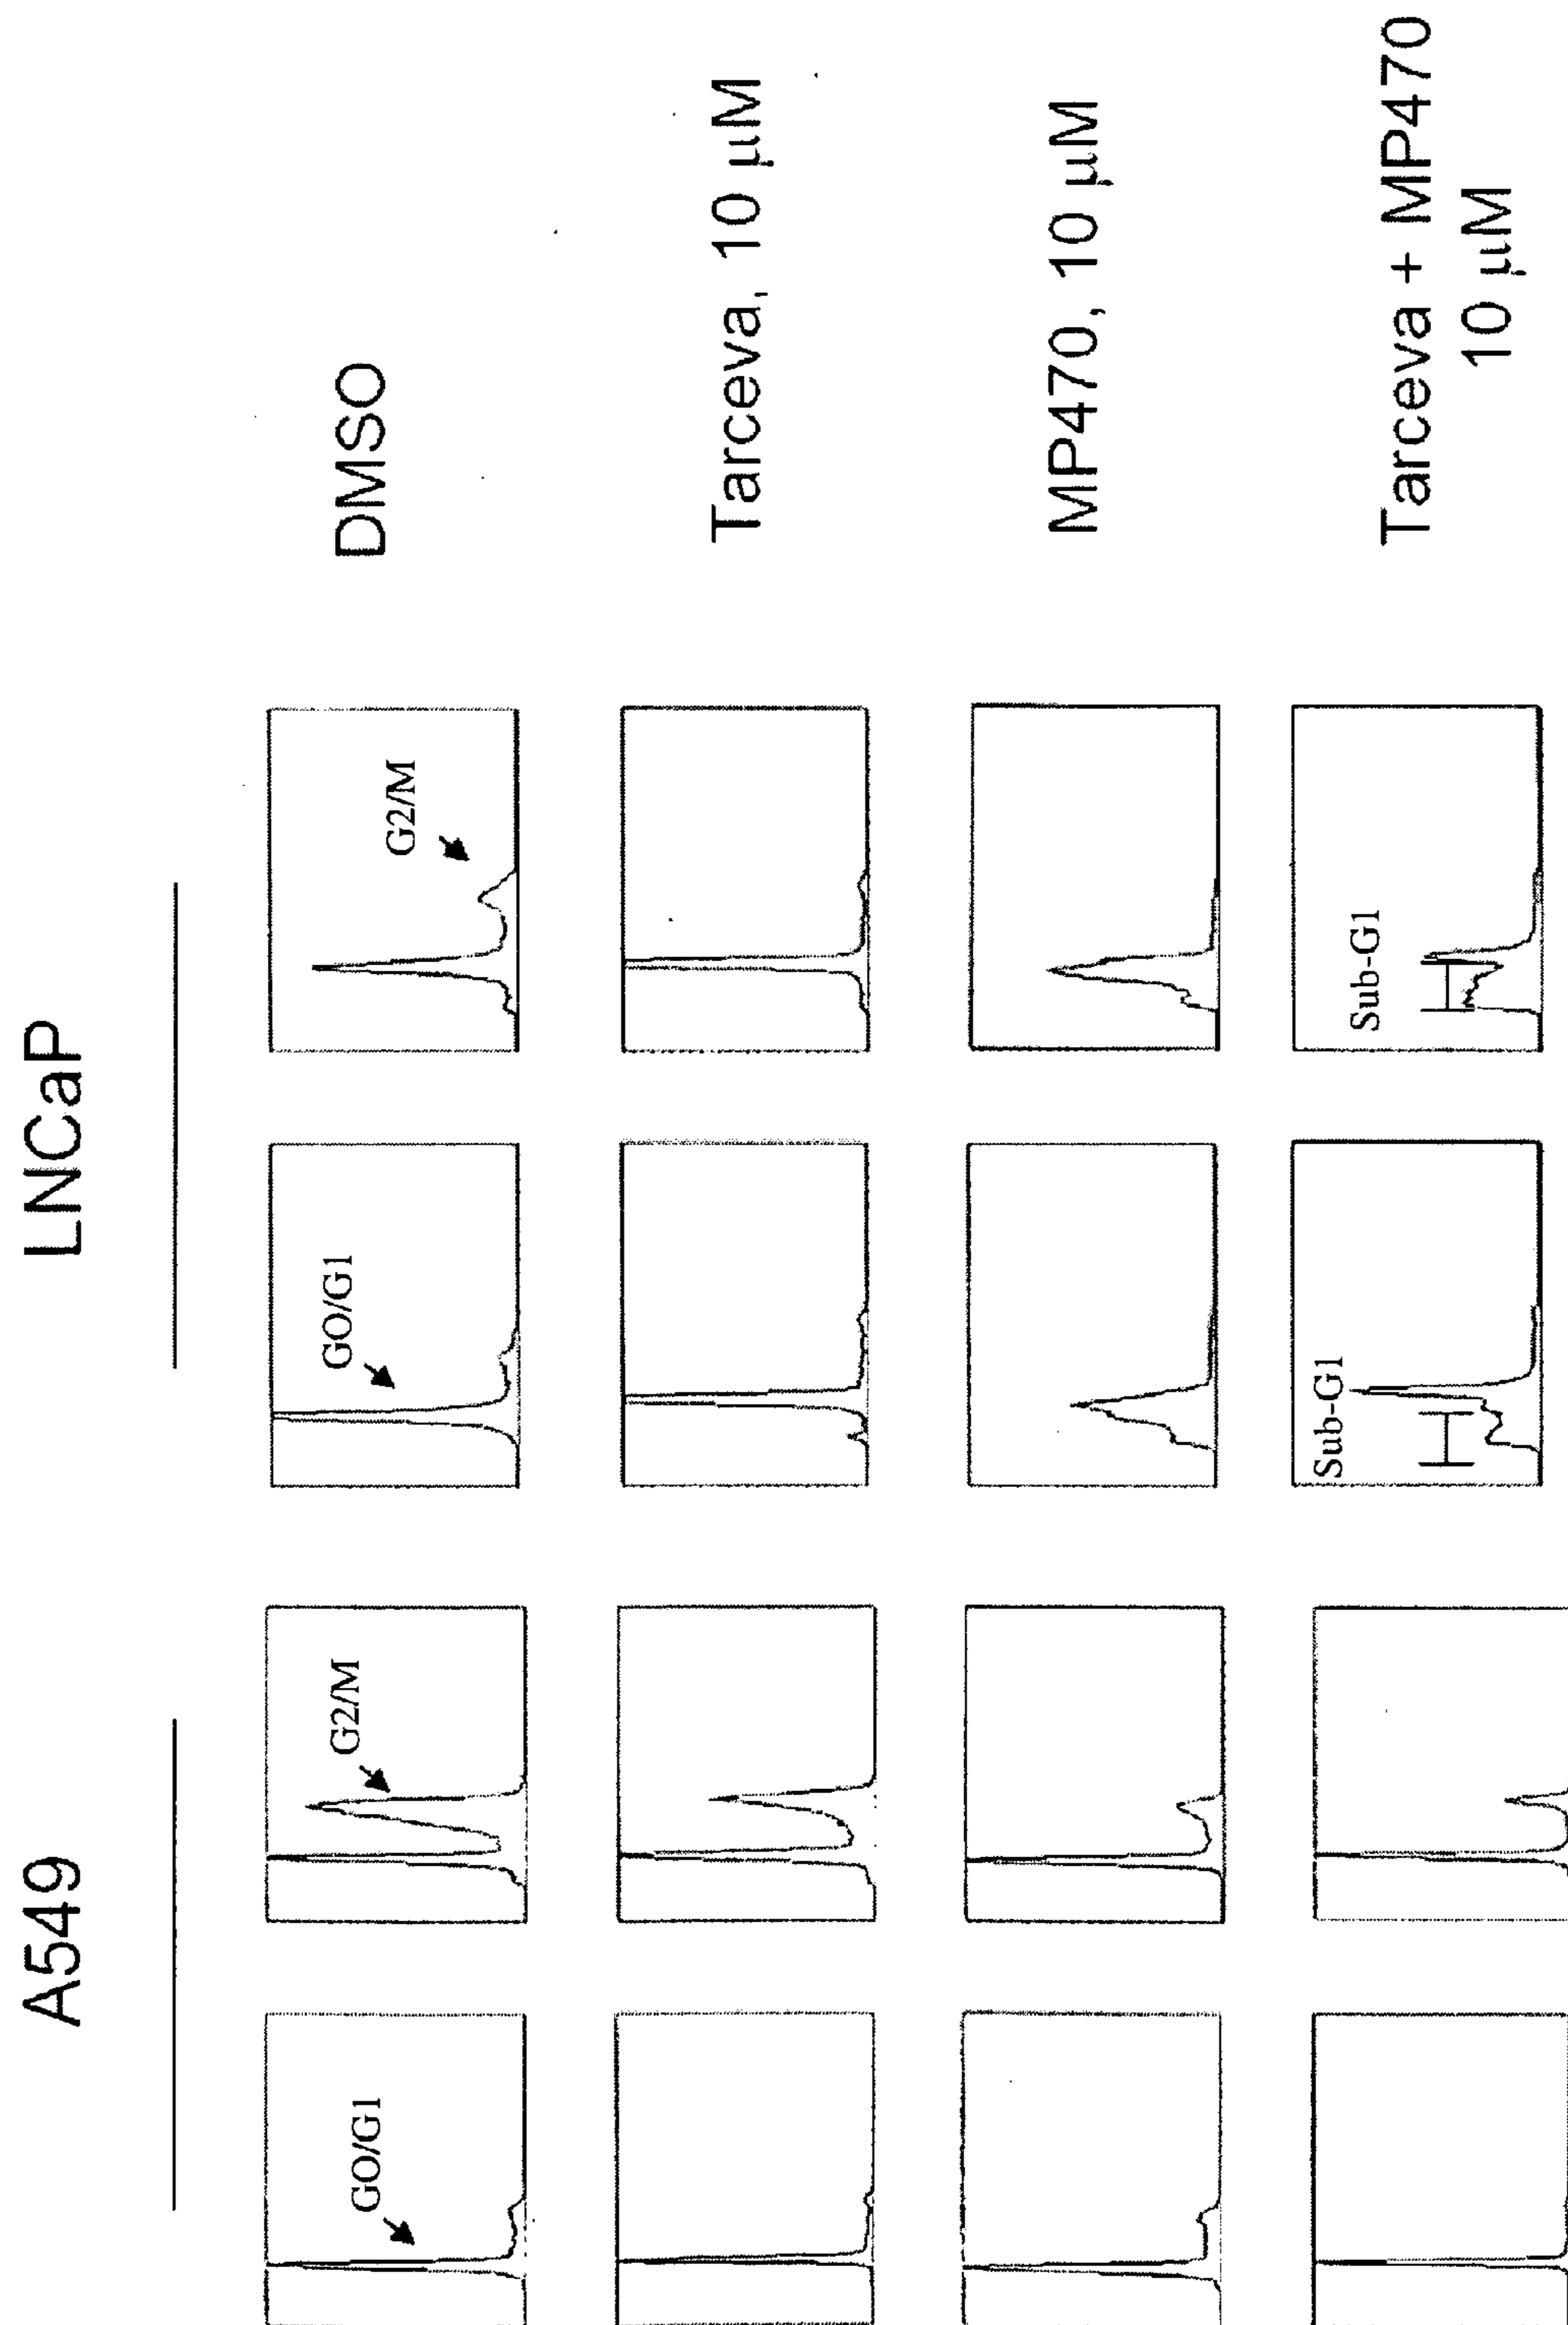 A549
LNCaP
GO/G1
G2/M
GO/G1
G2/M
DMSO
Tarceva, 10 μM
MP470, 10 μM
Sub-G1
Sub-G1
Tarceva + MP470
10 μM